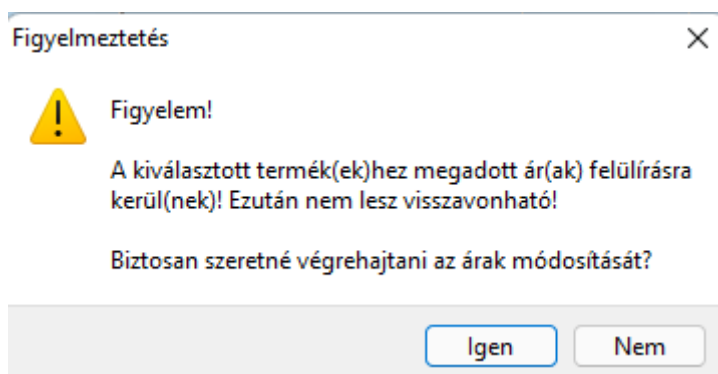 Figyelmeztetés
Figyelem!
A kiválasztott termék(ek)hez megadott ár(ak) felülírásra
kerül(nek)! Ezután nem lesz visszavonható!
Biztosan szeretné végrehajtani az árak módosítását?
Igen Nem